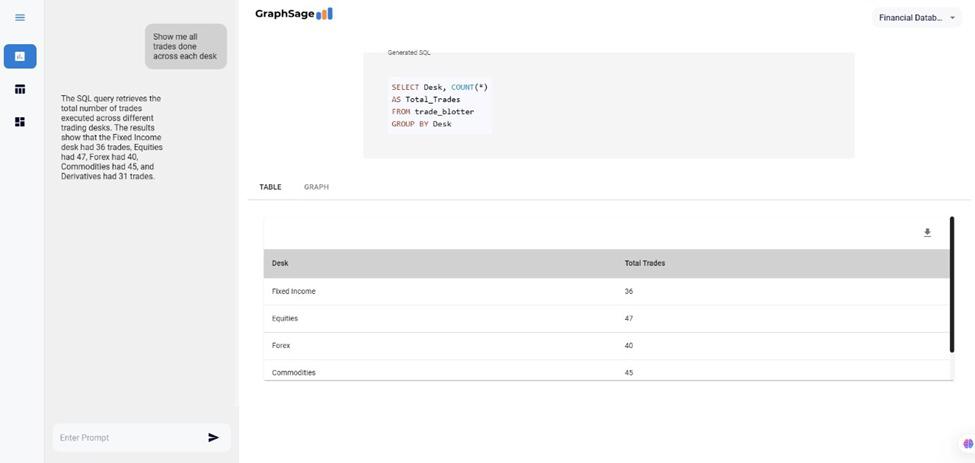 GraphSage
Financial Datab...
Show me all
trades done
across each desk
The SQL query retrieves the
total number of trades
executed across different
trading desks. The results
show that the Fixed Income
desk had 36 trades, Equities
had 47, Forex had 40,
Commodities had 45, and
Derivatives had 31 trades.
Enter Prompt
Generated SQL
SELECT Desk, COUNT(*)
AS Total_Trades
FROM trade_blotter
GROUP BY Desk
TABLE GRAPH
Desk Total Trades
Fixed Income 36
Equities 47
Forex 40
Commodities 45